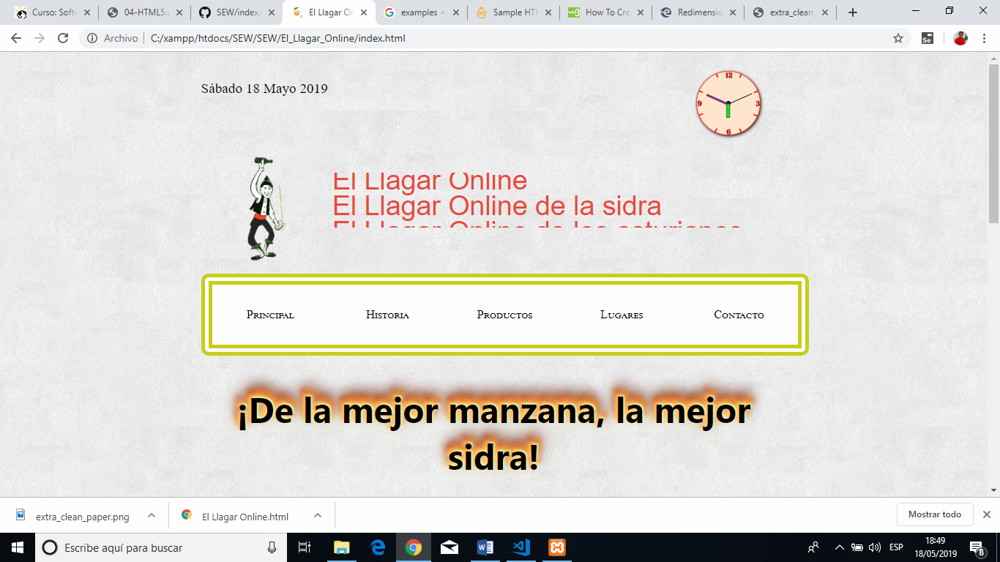 Curso: Softw
04-HTML5.p
SEW/index.h
El Llagar On
examples <
Sample HTM
How To Cre
Redimensio
extra_clean_
Archivo
C:/xampp/htdocs/SEW/SEW/El_Llagar_Online/index.html
Sábado 18 Mayo 2019
12
9
3
6
El Llagar Online
El Llagar Online de la sidra
El Llagar Online de los asturianos
Principal Historia Productos Lugares Contacto
¡De la mejor manzana, la mejor
sidra!
extra_clean_paper.png
El Llagar Online.html
Mostrar todo
Escribe aquí para buscar
ESP
18:49
18/05/2019
8